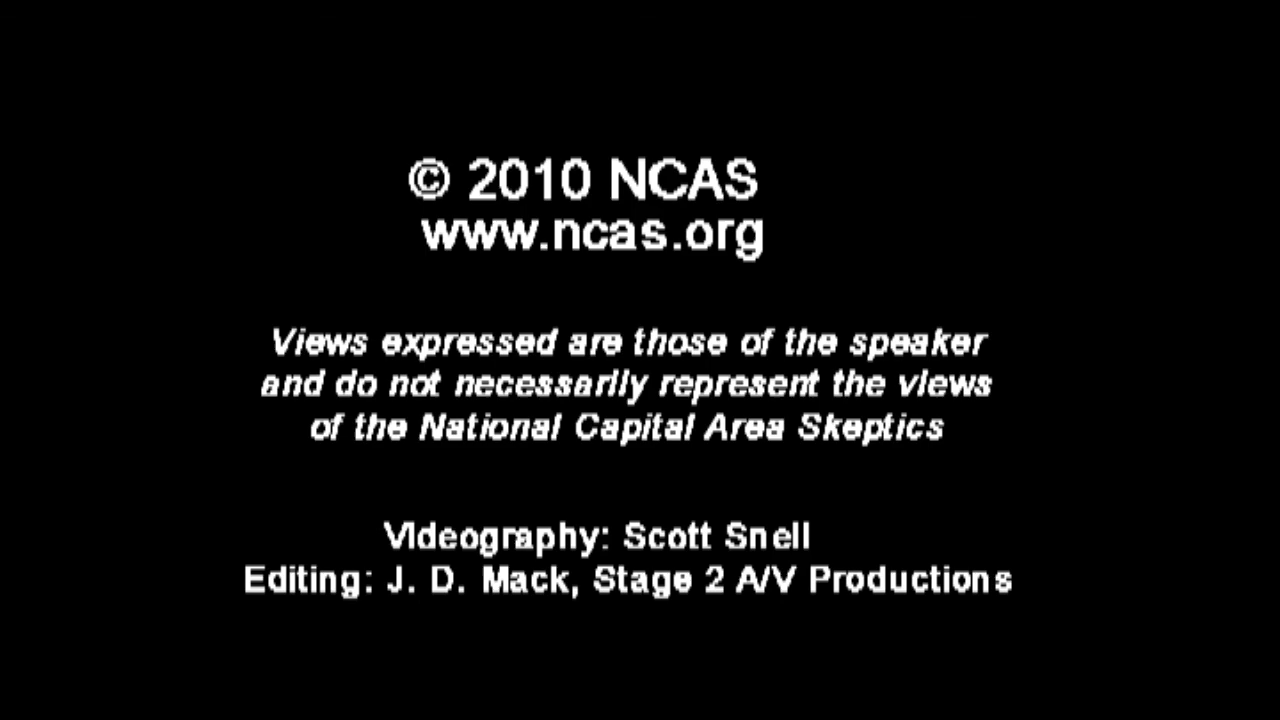 © 2010 NCAS
www.ncas.org
Views expressed are those of the speaker
and do not necessarily represent the views
of the National Capital Area Skeptics
Videography: Scott Snell
Editing: J. D. Mack, Stage 2 A/V Productions